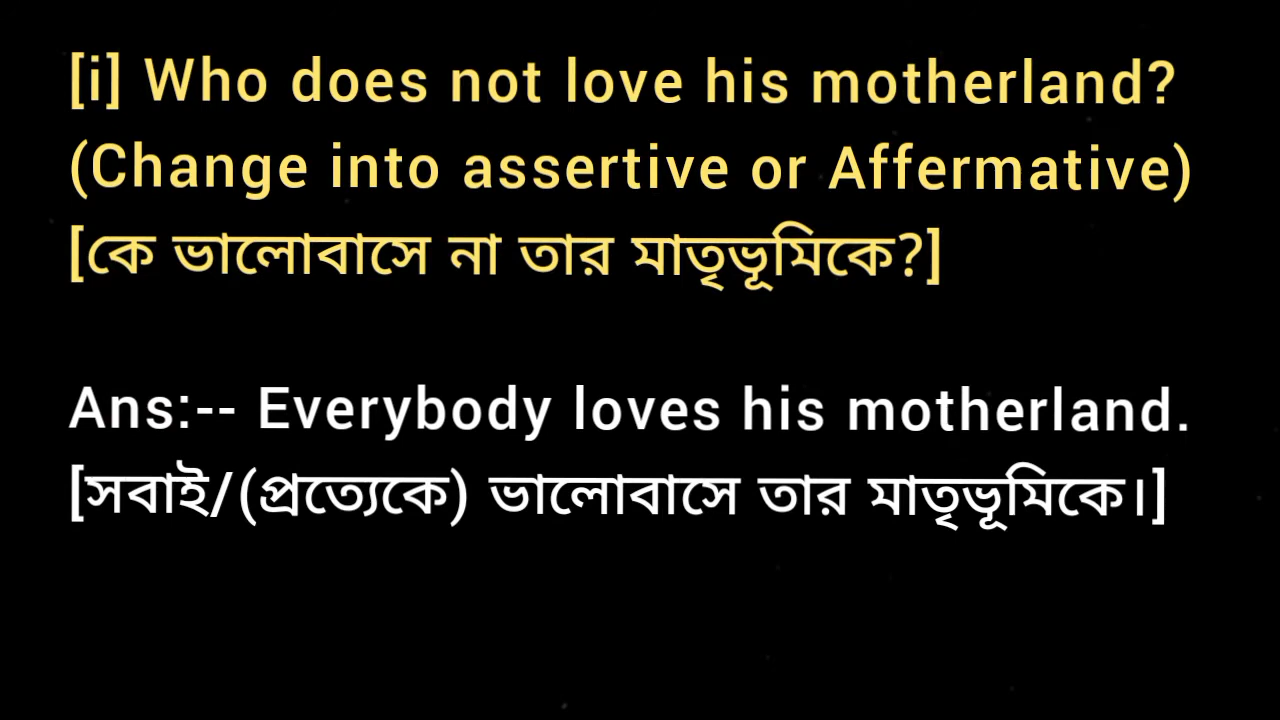 [i] Who does not love his motherland?
(Change into assertive or Affermative)
[কে ভালোবাসে না তার মাতৃভূমিকে?]
Ans:-- Everybody loves his motherland.
[সবাই/(প্রত্যেকে) ভালোবাসে তার মাতৃভূমিকে।]